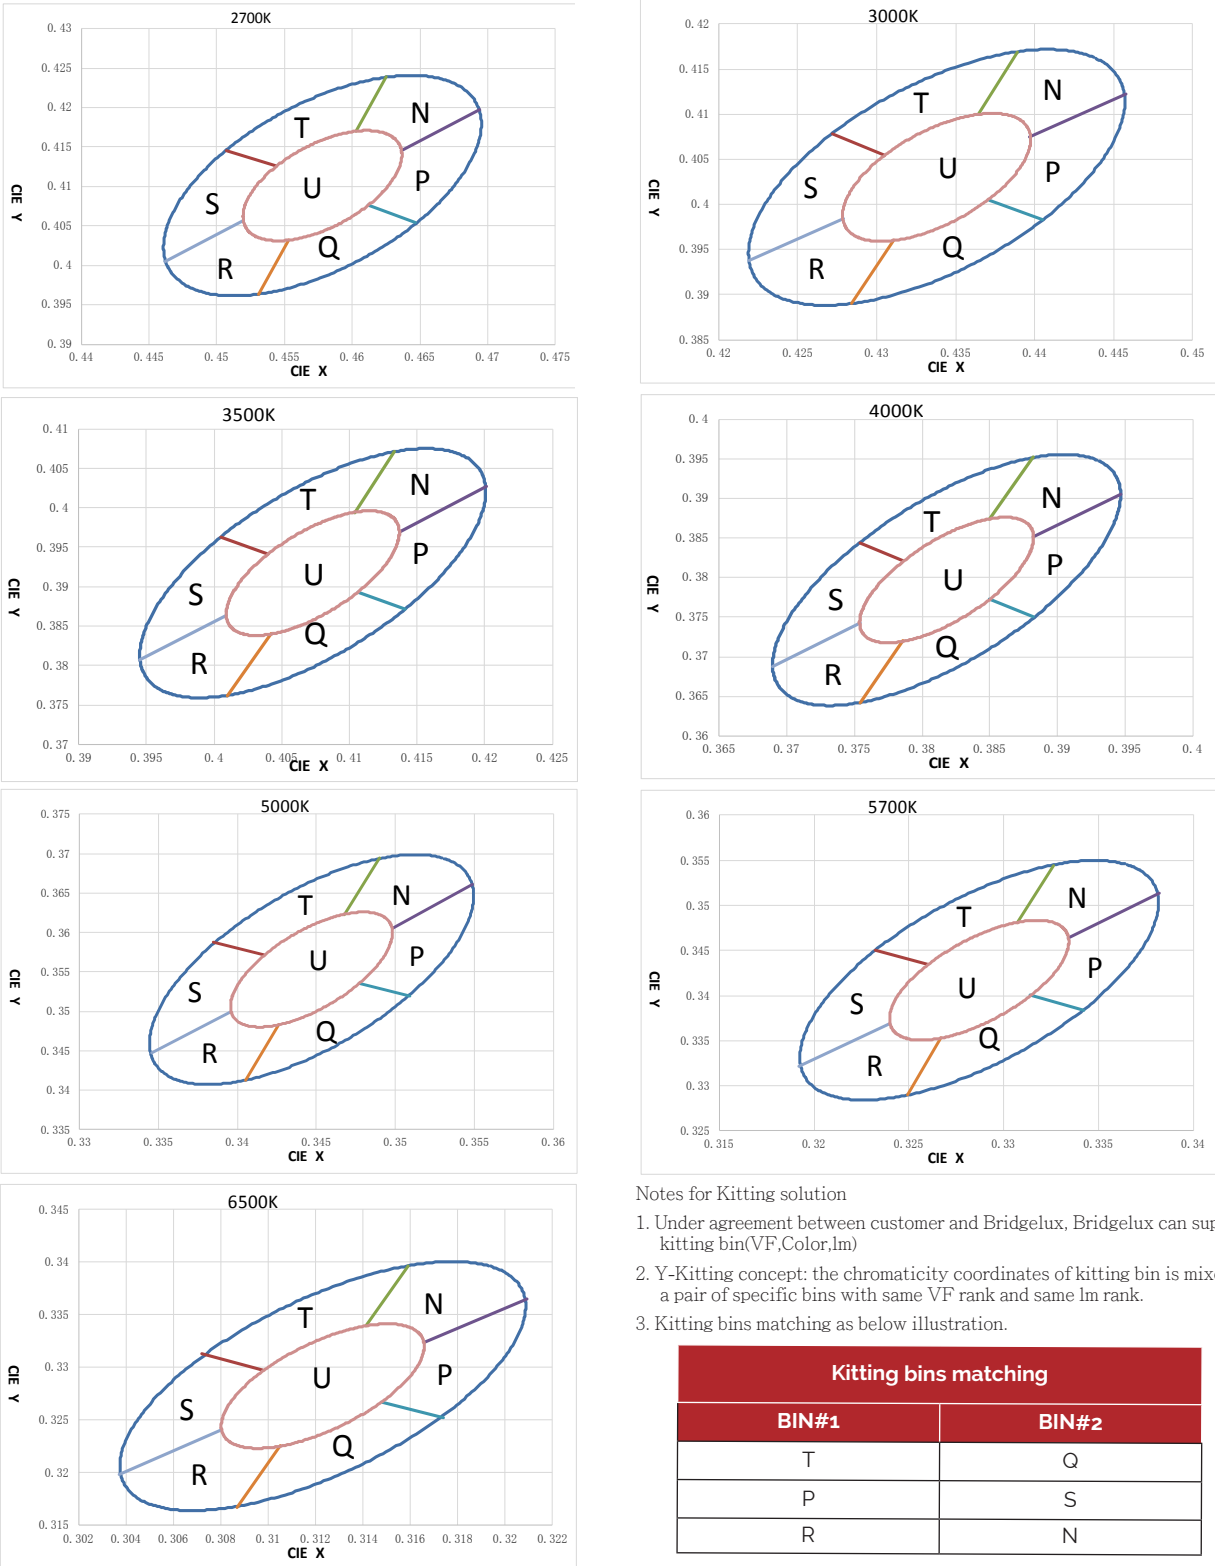 2700K
0.43
0.425
0.42
0.415
0.41
0.405
0.4
0.395
0.39
CIE Y
T
N
U
P
S
Q
R
0.44 0.445 0.45 0.455 0.46 0.465 0.47 0.475
CIE X
3000K
0.42
0.415
0.41
0.405
0.4
0.395
0.39
0.385
CIE Y
N
T
U
P
S
Q
R
0.42 0.425 0.43 0.435 0.44 0.445 0.45
CIE X
3500K
0.41
0.405
0.4
0.395
0.39
0.385
0.38
0.375
0.37
CIE Y
N
T
P
U
S
Q
R
0.39 0.395 0.4 0.405 0.41 0.415 0.42 0.425
CIE X
4000K
0.4
0.395
0.39
0.385
0.38
0.375
0.37
0.365
0.36
CIE Y
N
T
P
U
S
Q
R
0.365 0.37 0.375 0.38 0.385 0.39 0.395 0.4
CIE X
5000K
0.375
0.37
0.365
0.36
0.355
0.35
0.345
0.34
0.335
CIE Y
N
T
P
U
S
Q
R
0.33 0.335 0.34 0.345 0.35 0.355 0.36
CIE X
5700K
0.36
0.355
0.35
0.345
0.34
0.335
0.33
0.325
CIE Y
N
T
P
U
S
Q
R
0.315 0.32 0.325 0.33 0.335 0.34
CIE X
6500K
0.345
0.34
0.335
0.33
0.325
0.32
0.315
CIE Y
N
T
P
U
S
Q
R
0.302 0.304 0.306 0.308 0.31 0.312 0.314 0.316 0.318 0.32 0.322
CIE X
Notes for Kitting solution
1. Under agreement between customer and Bridgelux, Bridgelux can
kitting bin(VF,Color,lm)
2. Y-Kitting concept: the chromaticity coordinates of kitting bin is
a pair of specific bins with same VF rank and same lm rank.
3. Kitting bins matching as below illustration.
Kitting bins matching
BIN#1 BIN#2
T Q
P S
R N